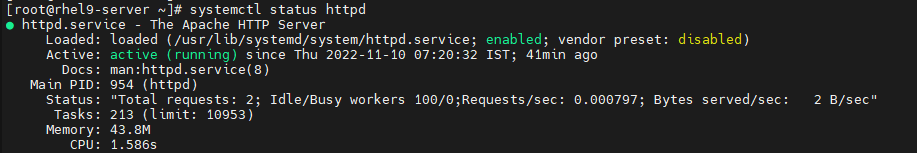 [root@rhel9-server ~]# systemctl status httpd
● httpd.service - The Apache HTTP Server
Loaded: loaded (/usr/lib/systemd/system/httpd.service; enabled; vendor preset: disabled)
Active: active (running) since Thu 2022-11-10 07:20:32 IST; 41min ago
Docs: man:httpd.service(8)
Main PID: 954 (httpd)
Status: "Total requests: 2; Idle/Busy workers 100/0;Requests/sec: 0.000797; Bytes served/sec:   2 B/sec"
Tasks: 213 (limit: 10953)
Memory: 43.8M
CPU: 1.586s